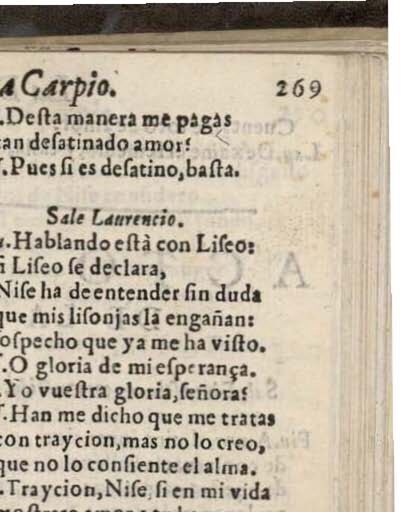 a Carpio. 269
.Desta manera me pagas
tan desatinado amor?
.Pues si es desatino, basta.
Sale Laurencio.
.Hablando està con Liseo:
si Liseo se declara,
Nise ha de entender sin duda
que mis lisonjas la engañan:
sospecho que ya me ha visto.
.O gloria de mi esperança.
.Yo vuestra gloria, señora?
.Han me dicho que me tratas
con traycion, mas no lo creo,
que no lo consiente el alma.
.Traycion, Nise, si en mi vida